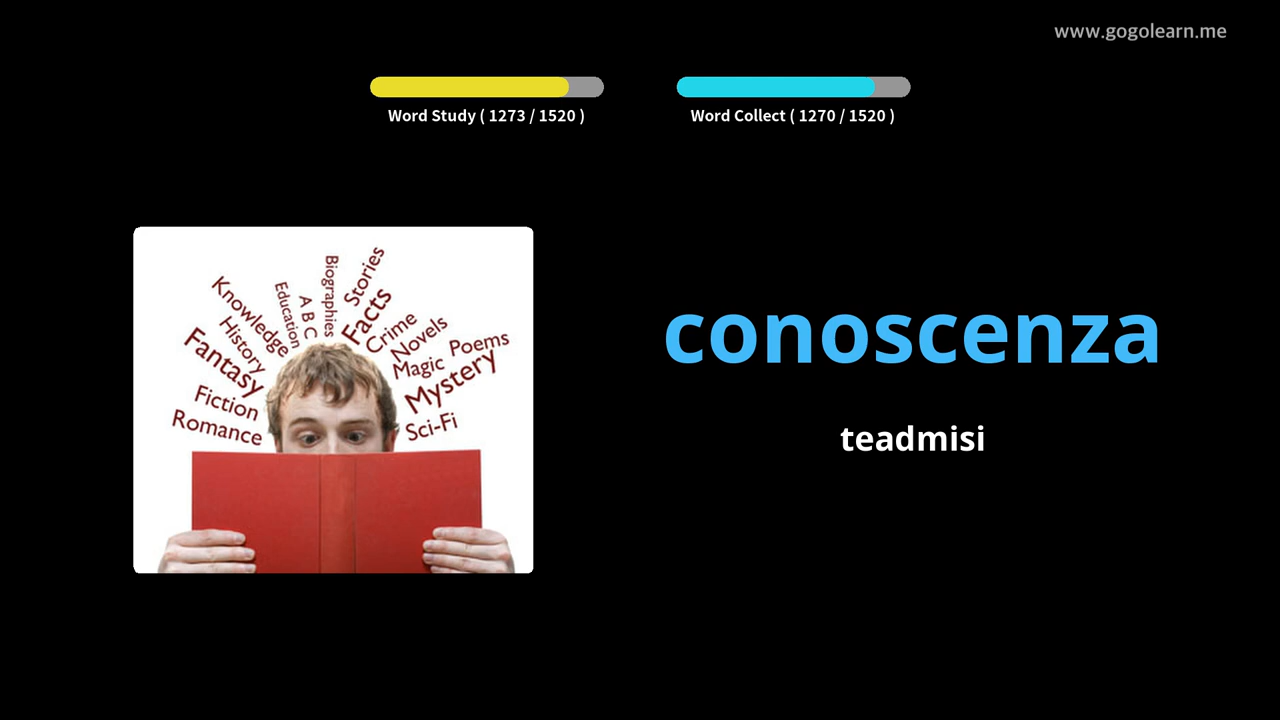 www.gogolearn.me
Word Study ( 1273 / 1520 )
Word Collect ( 1270 / 1520 )
Biographies
Stories
Knowledge
Education
A B C
Facts
History
Crime
Novels
Fantasy
Magic
Poems
Mystery
Fiction
Romance
Sci-Fi
conoscenza
teadmisi